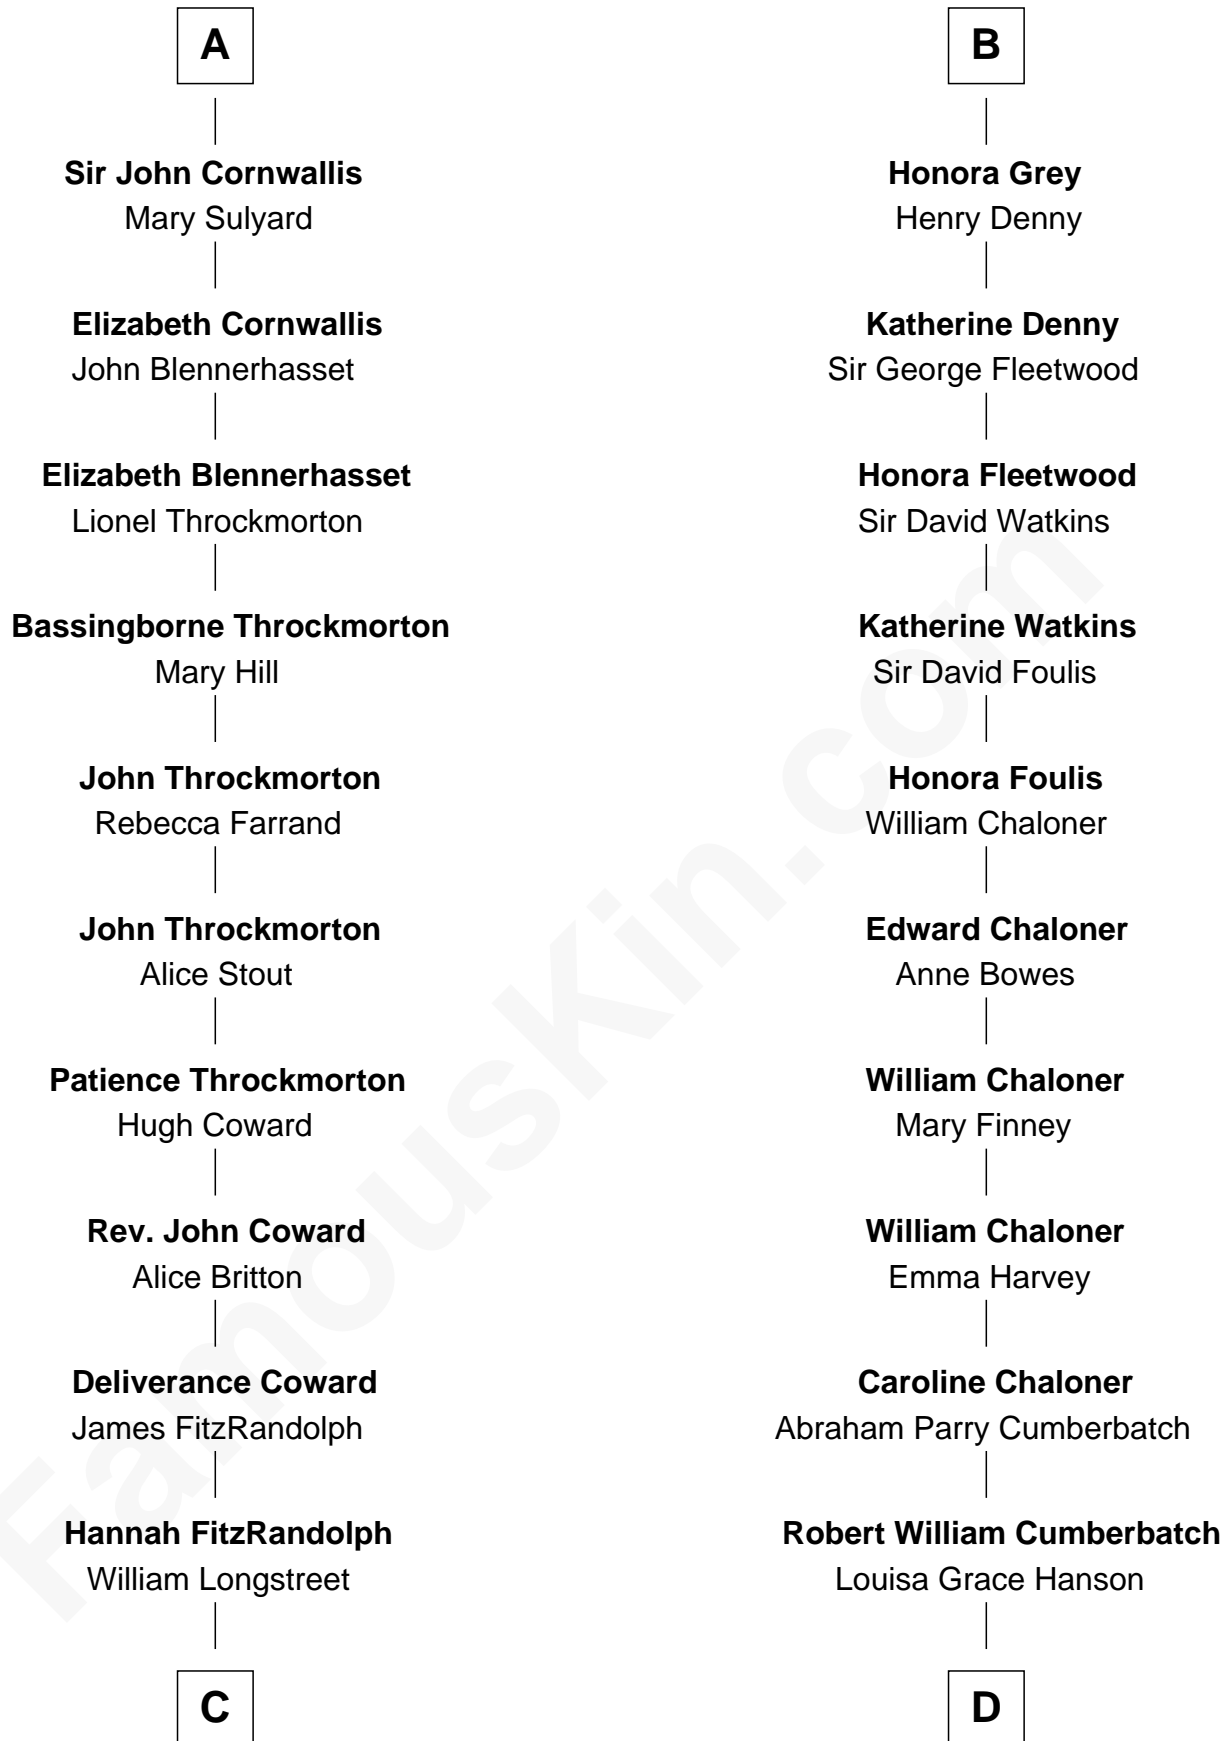 A
Sir John Cornwallis
Mary Sulyard
Elizabeth Cornwallis
John Blennerhasset
Elizabeth Blennerhasset
Lionel Throckmorton
Bassingborne Throckmorton
Mary Hill
John Throckmorton
Rebecca Farrand
John Throckmorton
Alice Stout
Patience Throckmorton
Hugh Coward
Rev. John Coward
Alice Britton
Deliverance Coward
James FitzRandolph
Hannah FitzRandolph
William Longstreet
C
B
Honora Grey
Henry Denny
Katherine Denny
Sir George Fleetwood
Honora Fleetwood
Sir David Watkins
Katherine Watkins
Sir David Foulis
Honora Foulis
William Chaloner
Edward Chaloner
Anne Bowes
William Chaloner
Mary Finney
William Chaloner
Emma Harvey
Caroline Chaloner
Abraham Parry Cumberbatch
Robert William Cumberbatch
Louisa Grace Hanson
D
FamousKin.com